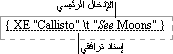 الإدخال الرئيسي
{ XE "Callisto" \t "See Moons" }
إسناد ترافقي